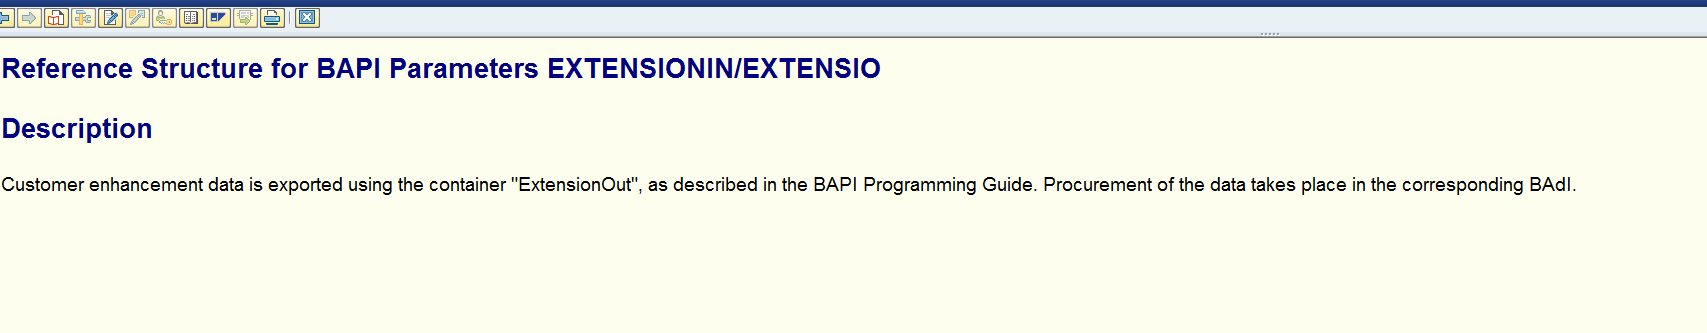 Reference Structure for BAPI Parameters EXTENSIONIN/EXTENSIO
Description
Customer enhancement data is exported using the container "ExtensionOut", as described in the BAPI Programming Guide. Procurement of the data takes place in the corresponding BAdI.